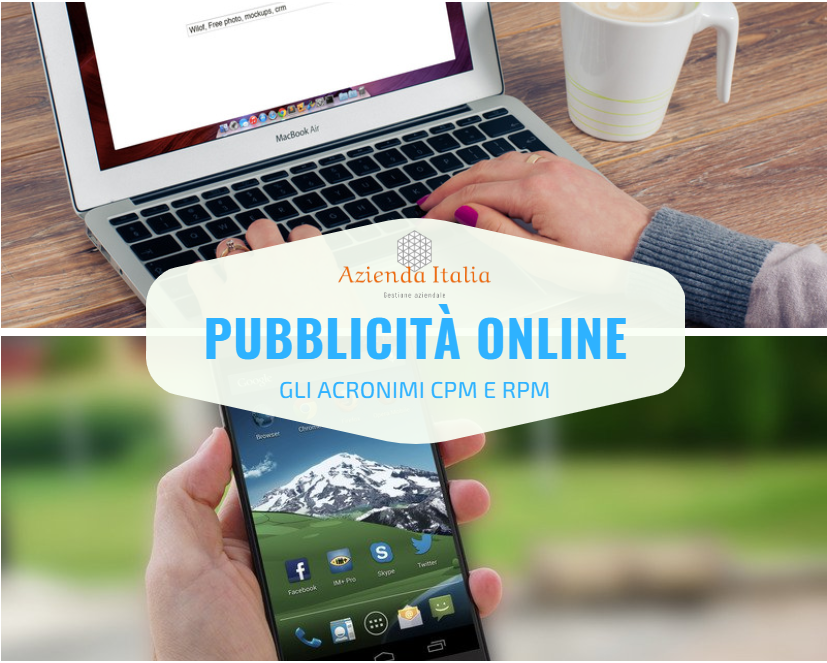 Wilof, Free photo, mockups, crm
MacBook Air
Azienda Italia
Gestione aziendale
PUBBLICITÀ ONLINE
GLI ACRONIMI CPM E RPM
Browser
Facebook
IM+ Pro
Skype
Twitter